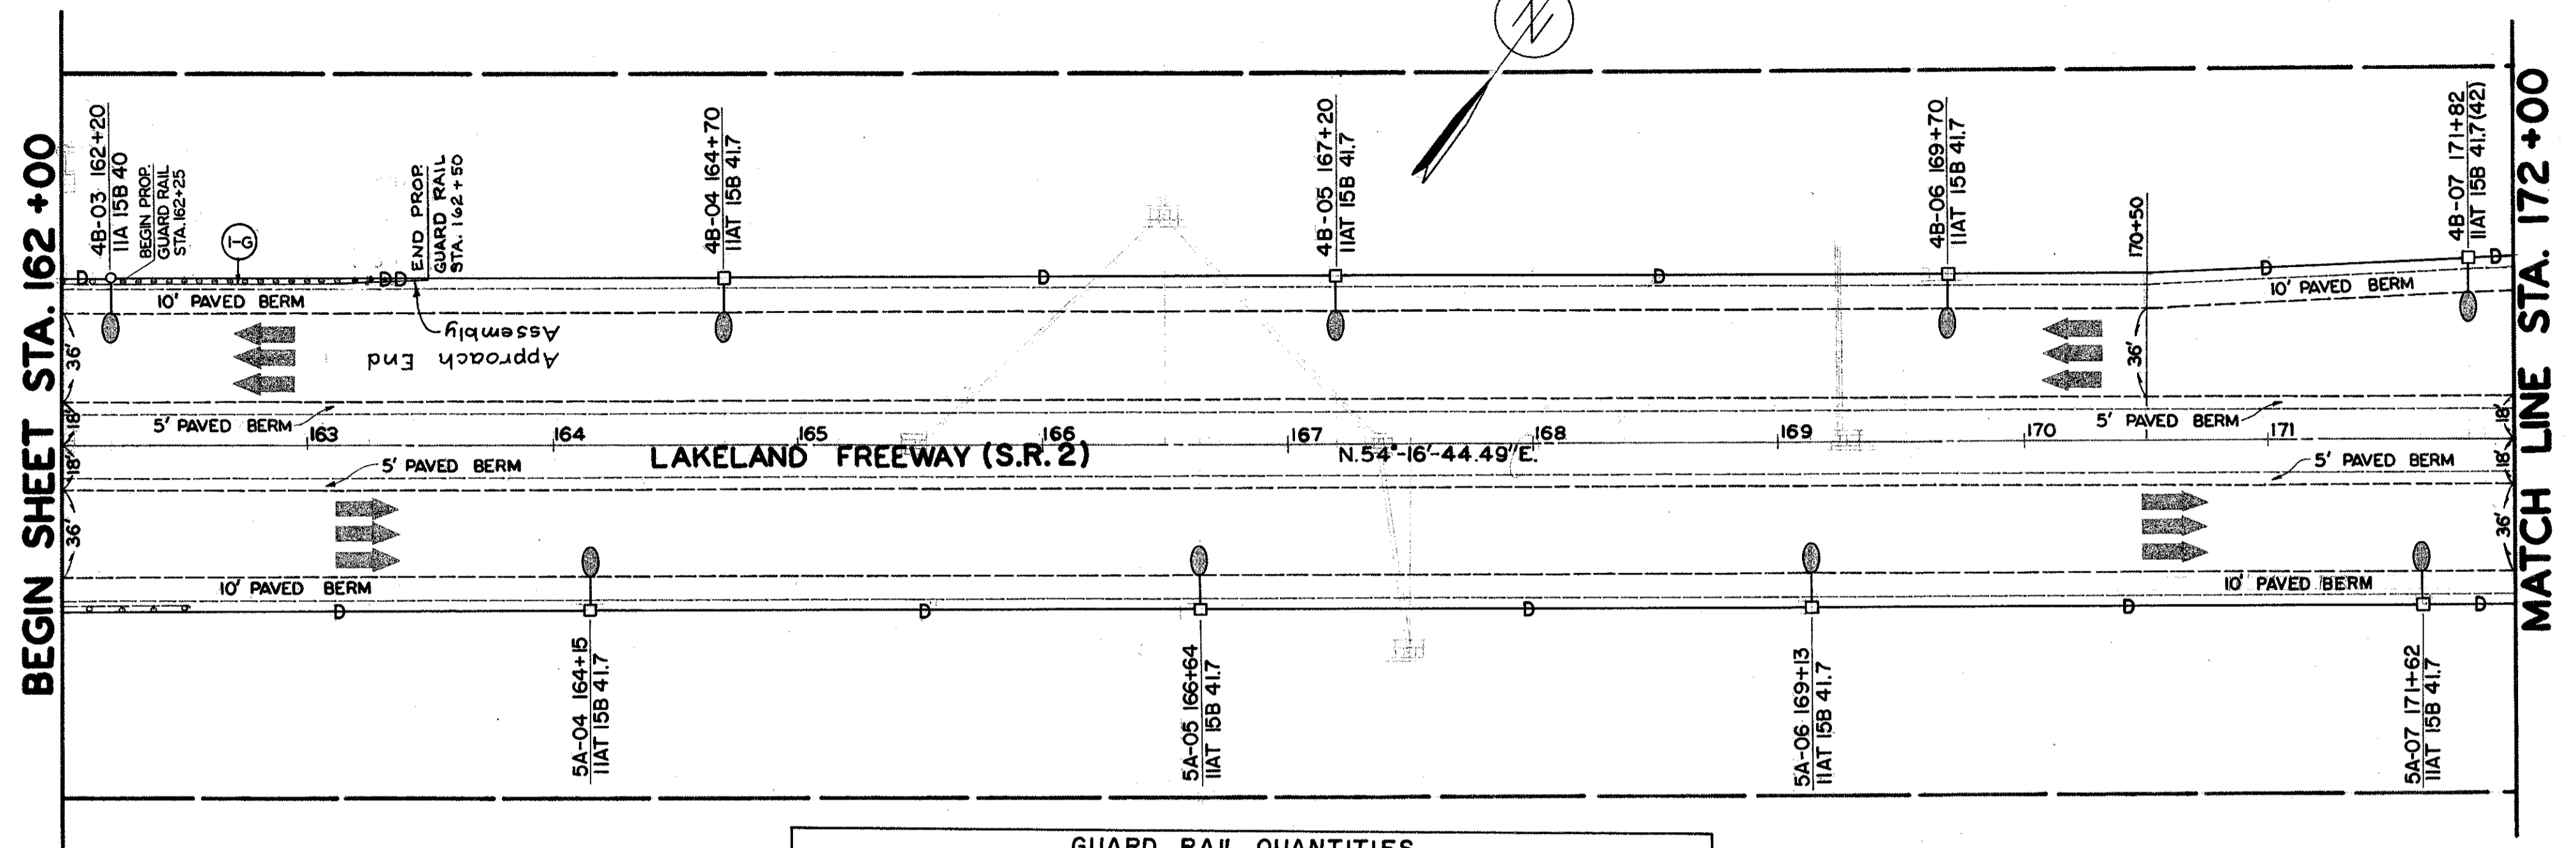 BEGIN SHEET STA. 162+00
4B-03 162+20
11A 15B 40
BEGIN PROP.
GUARD RAIL
STA. 162+25
1-G
END PROP.
GUARD RAIL
STA. 162+50
4B-04 164+70
11AT 15B 41.7
4B-05 167+20
11AT 15B 41.7
4B-06 169+70
11AT 15B 41.7
170+50
4B-07 171+82
11AT 15B 41.7(42)
MATCH LINE STA. 172+00
N
D
D D
D
D
D
D
10' PAVED BERM
10' PAVED BERM
Approach End
Assembly
36'
36'
5' PAVED BERM
5' PAVED BERM
18'
18'
163
164
165
166
167
168
169
170
171
LAKELAND FREEWAY (S.R. 2)
N. 54°-16'-44.49"E.
18'
18'
5' PAVED BERM
5' PAVED BERM
36'
36'
10' PAVED BERM
10' PAVED BERM
D
D
D
D
D
5A-04 164+15
11AT 15B 41.7
5A-05 166+64
11AT 15B 41.7
5A-06 169+13
11AT 15B 41.7
5A-07 171+62
11AT 15B 41.7
GUARD RAIL QUANTITIES